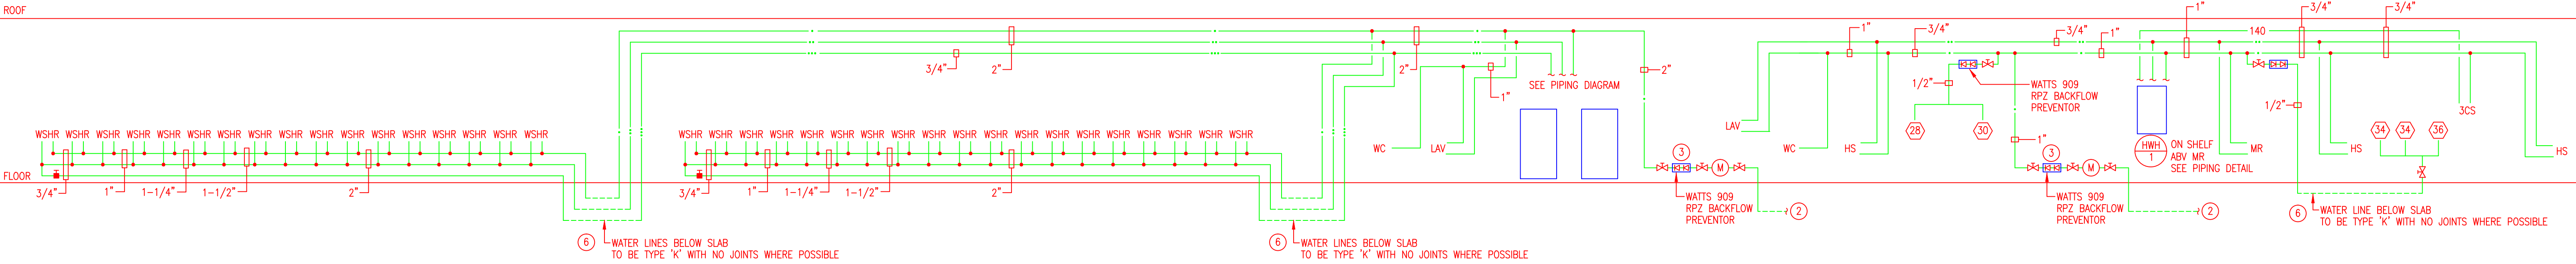 ROOF
1"
3/4"
3/4"
1"
3/4"
1"
3/4"
140
3/4"
2"
2"
2"
1"
SEE PIPING DIAGRAM
1/2"
WATTS 909
RPZ BACKFLOW
PREVENTOR
1/2"
3CS
WSHR WSHR WSHR WSHR WSHR WSHR WSHR WSHR WSHR WSHR WSHR WSHR WSHR WSHR WSHR WSHR WSHR
WSHR WSHR WSHR WSHR WSHR WSHR WSHR WSHR WSHR WSHR WSHR WSHR WSHR WSHR WSHR WSHR WSHR WSHR WSHR
WC
LAV
LAV
WC
HS
28
30
1"
HWH
1
ON SHELF
ABV MR
SEE PIPING DETAIL
MR
HS
34
34
36
HS
FLOOR
3/4"
1"
1-1/4"
1-1/2"
2"
3/4"
1"
1-1/4"
1-1/2"
2"
3
M
WATTS 909
RPZ BACKFLOW
PREVENTOR
2
3
M
WATTS 909
RPZ BACKFLOW
PREVENTOR
2
6
WATER LINES BELOW SLAB
TO BE TYPE 'K' WITH NO JOINTS WHERE POSSIBLE
6
WATER LINES BELOW SLAB
TO BE TYPE 'K' WITH NO JOINTS WHERE POSSIBLE
6
WATER LINE BELOW SLAB
TO BE TYPE 'K' WITH NO JOINTS WHERE POSSIBLE